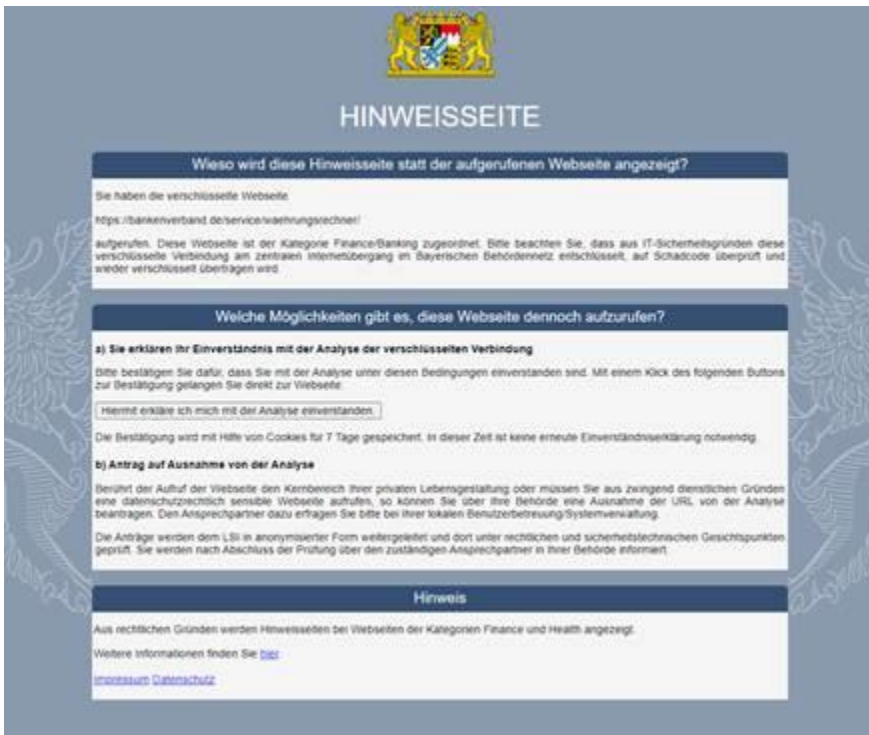 HINWEISSEITE
Wieso wird diese Hinweisseite statt der aufgerufenen Webseite angezeigt?
Sie haben die verschlüsselte Webseite
https://bankenverband.de/service/waehrungsrechner/
aufgerufen. Diese Webseite ist der Kategorie Finance/Banking zugeordnet. Bitte beachten Sie, dass aus IT-Sicherheitsgründen diese
verschlüsselte Verbindung am zentralen Internetübergang im Bayerischen Behördennetz entschlüsselt, auf Schadcode überprüft und
wieder verschlüsselt übertragen wird.
Welche Möglichkeiten gibt es, diese Webseite dennoch aufzurufen?
a) Sie erklären Ihr Einverständnis mit der Analyse der verschlüsselten Verbindung
Bitte bestätigen Sie dafür, dass Sie mit der Analyse unter diesen Bedingungen einverstanden sind. Mit einem Klick des folgenden Buttons
zur Bestätigung gelangen Sie direkt zur Webseite.
Hiermit erkläre ich mich mit der Analyse einverstanden.
Die Bestätigung wird mit Hilfe von Cookies für 7 Tage gespeichert. In dieser Zeit ist keine erneute Einverständniserklärung notwendig.
b) Antrag auf Ausnahme von der Analyse
Berührt der Aufruf der Webseite den Kernbereich Ihrer privaten Lebensgestaltung oder müssen Sie aus zwingend dienstlichen Gründen
eine datenschutzrechtlich sensible Webseite aufrufen, so können Sie über Ihre Behörde eine Ausnahme der URL von der Analyse
beantragen. Den Ansprechpartner dazu erfragen Sie bitte bei Ihrer lokalen Benutzerbetreuung/Systemverwaltung.
Die Anträge werden dem LSI in anonymisierter Form weitergeleitet und dort unter rechtlichen und sicherheitstechnischen Gesichtspunkten
geprüft. Sie werden nach Abschluss der Prüfung über den zuständigen Ansprechpartner in Ihrer Behörde informiert.
Hinweis
Aus rechtlichen Gründen werden Hinweisseiten bei Webseiten der Kategorien Finance und Health angezeigt.
Weitere Informationen finden Sie hier.
Impressum Datenschutz